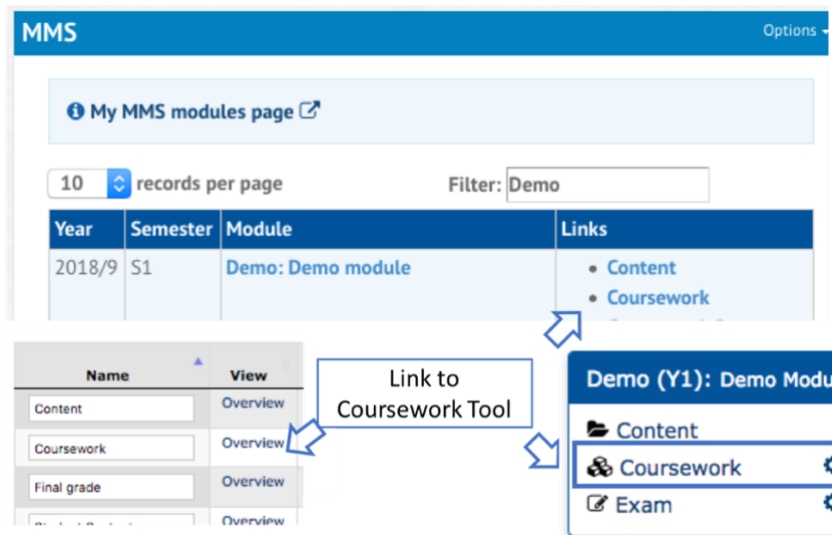 MMS Options
My MMS modules page
10 records per page Filter: Demo
Year Semester Module Links
2018/9 S1 Demo: Demo module Content
Coursework
Name View
Content Overview
Coursework Overview
Final grade Overview
Overview
Link to
Coursework Tool
Demo (Y1): Demo Modu
Content
Coursework
Exam